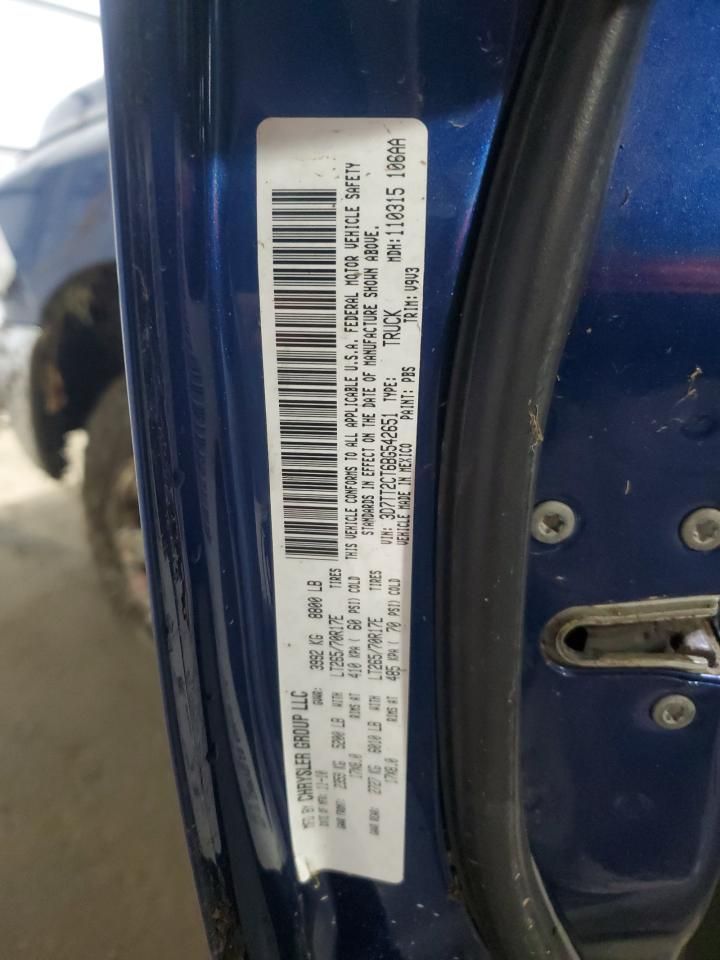 MFD BY CHRYSLER GROUP LLC
DATE OF MFR: 11-10 GVWR: 3992 KG 8800 LB
GAWR FRONT: 2359 KG 5200 LB WITH LT265/70R17E TIRES
17X8.0 RIMS AT 410 KPA ( 60 PSI) COLD
GAWR REAR: 2727 KG 6010 LB WITH LT265/70R17E TIRES
17X8.0 RIMS AT 485 KPA ( 70 PSI) COLD
THIS VEHICLE CONFORMS TO ALL APPLICABLE U.S.A. FEDERAL MOTOR VEHICLE SAFETY
STANDARDS IN EFFECT ON THE DATE OF MANUFACTURE SHOWN ABOVE.
VIN: 3D7TT2CT6BG542651 TYPE: TRUCK MDH: 110315 106AA
VEHICLE MADE IN MEXICO PAINT: PBS TRIM: V9V3